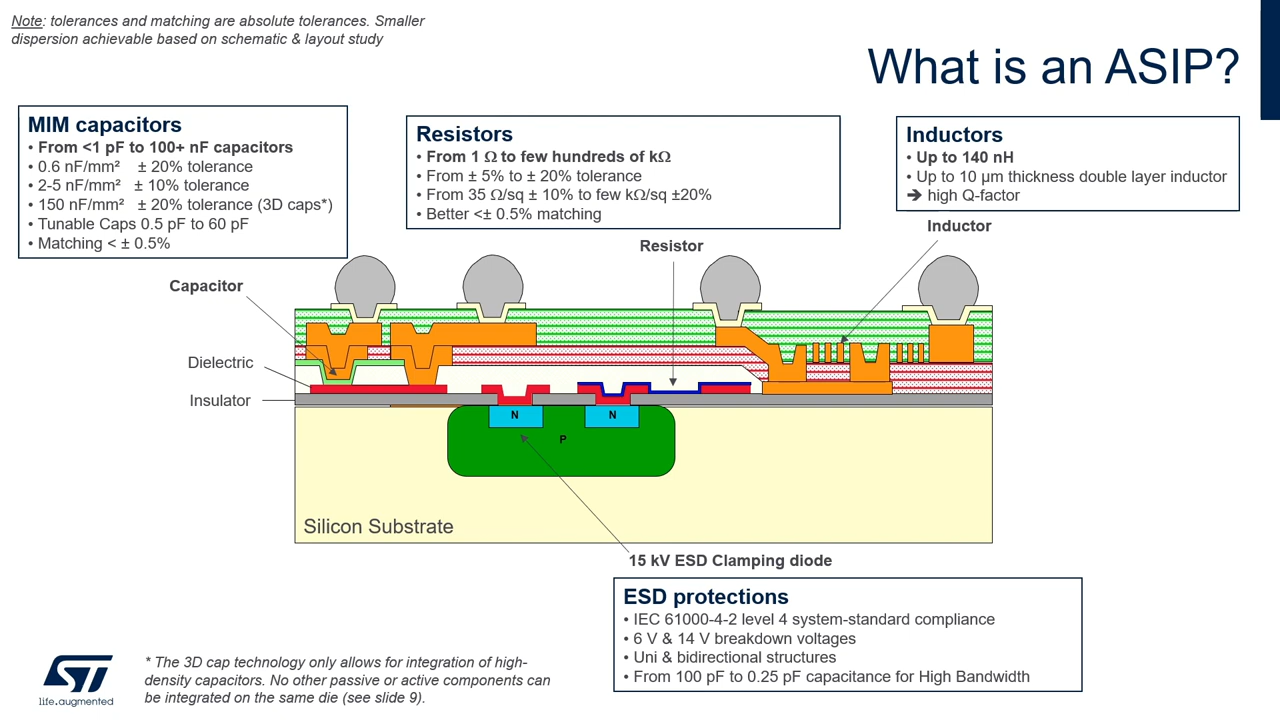 Note: tolerances and matching are absolute tolerances. Smaller
dispersion achievable based on schematic & layout study
What is an ASIP?
MIM capacitors
• From <1 pF to 100+ nF capacitors
• 0.6 nF/mm² ± 20% tolerance
• 2-5 nF/mm² ± 10% tolerance
• 150 nF/mm² ± 20% tolerance (3D caps*)
• Tunable Caps 0.5 pF to 60 pF
• Matching < ± 0.5%
Resistors
• From 1 Ω to few hundreds of kΩ
• From ± 5% to ± 20% tolerance
• From 35 Ω/sq ± 10% to few kΩ/sq ±20%
• Better <± 0.5% matching
Inductors
• Up to 140 nH
• Up to 10 µm thickness double layer inductor
➔ high Q-factor
Inductor
Resistor
Capacitor
Dielectric
Insulator
N
N
P
Silicon Substrate
15 kV ESD Clamping diode
ESD protections
• IEC 61000-4-2 level 4 system-standard compliance
• 6 V & 14 V breakdown voltages
• Uni & bidirectional structures
• From 100 pF to 0.25 pF capacitance for High Bandwidth
ST
life.augmented
* The 3D cap technology only allows for integration of high-
density capacitors. No other passive or active components can
be integrated on the same die (see slide 9).